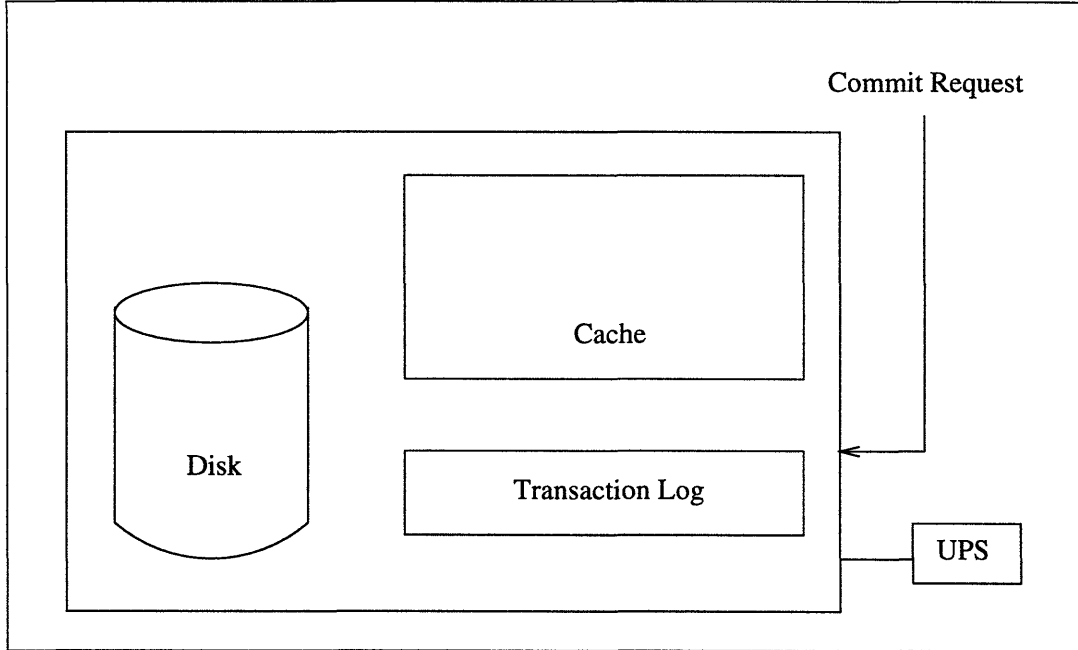 Commit Request
Cache
Disk
Transaction Log
UPS